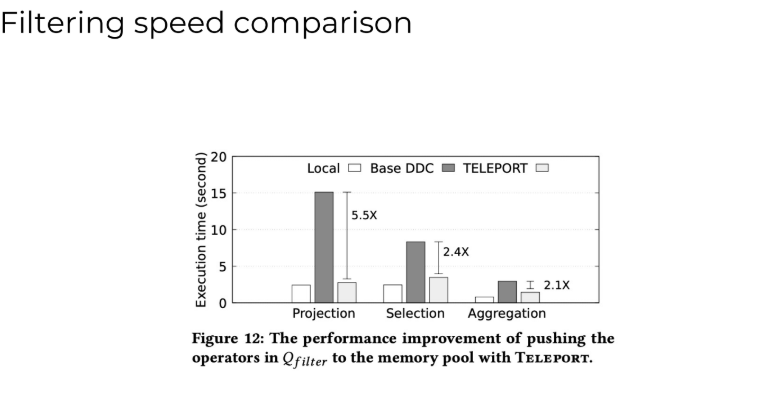 Filtering speed comparison
Execution time (second)
20
15
10
5
0
Local Base DDC TELEPORT
5.5X
2.4X
2.1X
Projection Selection Aggregation
Figure 12: The performance improvement of pushing the
operators in Qfilter to the memory pool with TELEPORT.